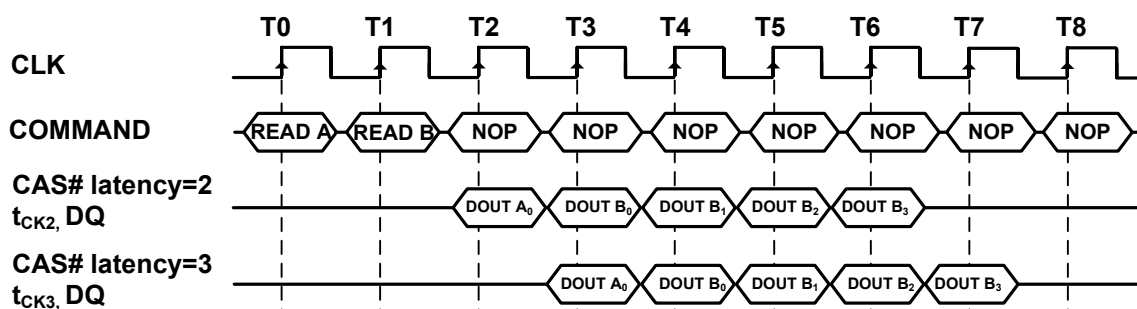 T0 T1 T2 T3 T4 T5 T6 T7 T8
CLK
COMMAND READ A READ B NOP NOP NOP NOP NOP NOP NOP
CAS# latency=2
tCK2, DQ DOUT A0 DOUT B0 DOUT B1 DOUT B2 DOUT B3
CAS# latency=3
tCK3, DQ DOUT A0 DOUT B0 DOUT B1 DOUT B2 DOUT B3